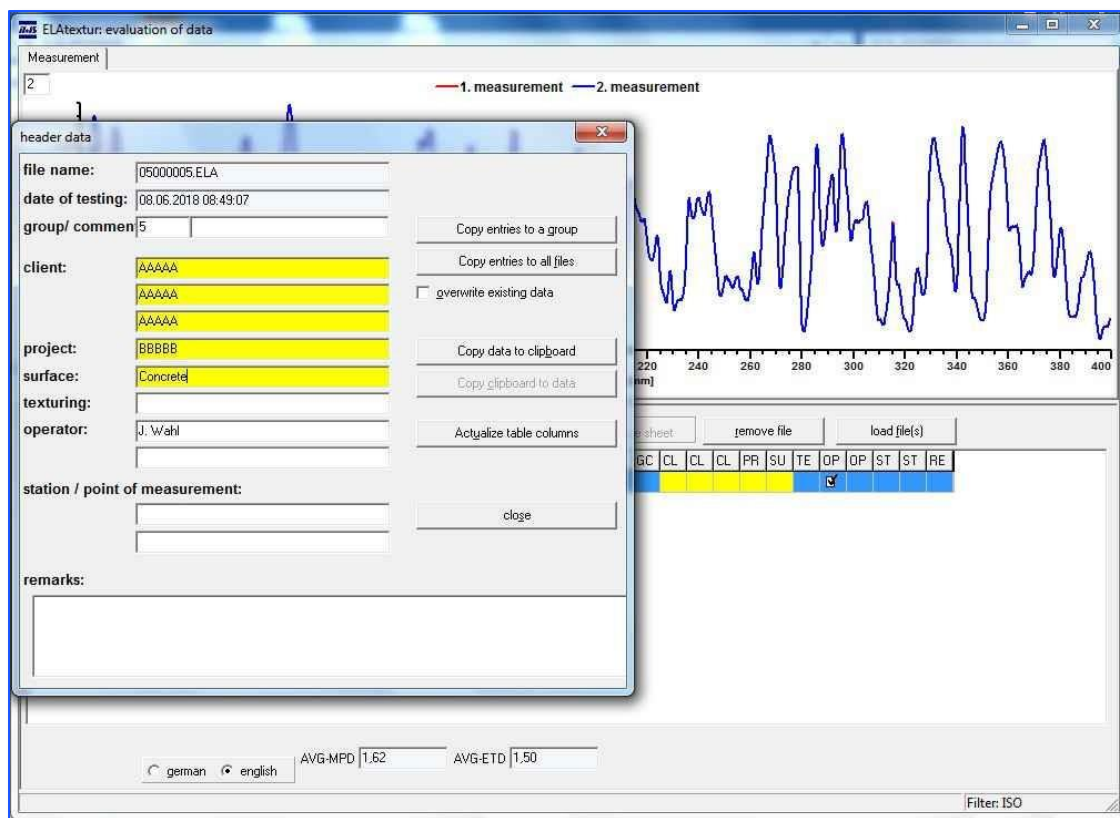 ELAtextur: evaluation of data
Measurement
2
1. measurement 2. measurement
header data
file name: 05000005.ELA
date of testing: 08.06.2018 08:49:07
group/ commen 5
Copy entries to a group
client: AAAAA
Copy entries to all files
AAAAA
overwrite existing data
AAAAA
project: BBBBB
Copy data to clipboard
surface: Concrete
Copy clipboard to data
texturing:
operator: J. Wahl
Actualize table columns
station / point of measurement:
close
remarks:
220 240 260 280 300 320 340 360 380 400
nm]
e sheet remove file load file(s)
GC CL CL CL PR SU TE OP OP ST ST RE
german english AVG-MPD 1,62 AVG-ETD 1,50
Filter: ISO